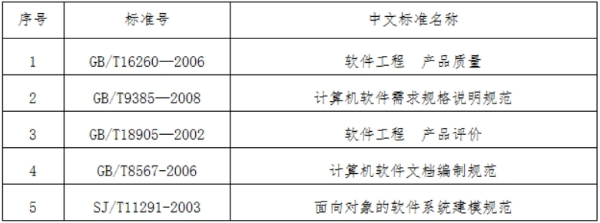 序号 标准号 中文标准名称
1 GB/T16260—2006 软件工程 产品质量
2 GB/T9385—2008 计算机软件需求规格说明规范
3 GB/T18905—2002 软件工程 产品评价
4 GB/T8567-2006 计算机软件文档编制规范
5 SJ/T11291-2003 面向对象的软件系统建模规范